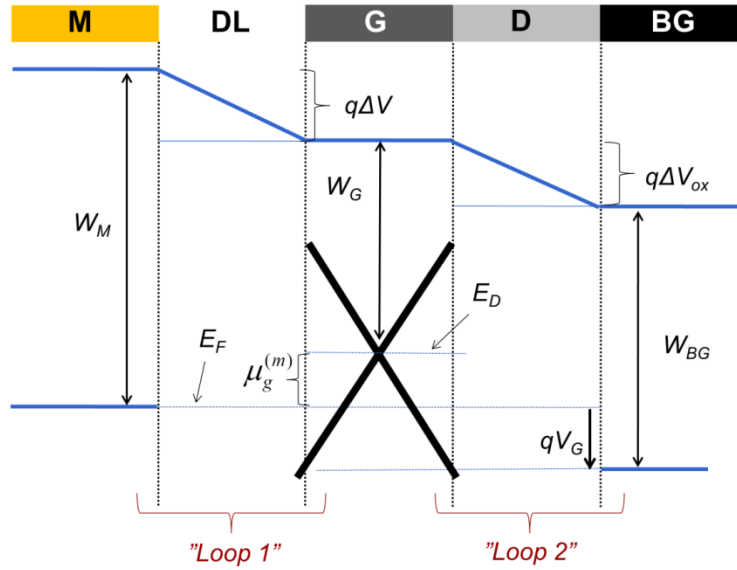 M DL G D BG
qΔV
W_G
qΔV_ox
W_M
E_D
E_F
W_BG
μ_g^(m)
qV_G
”Loop 1” ”Loop 2”